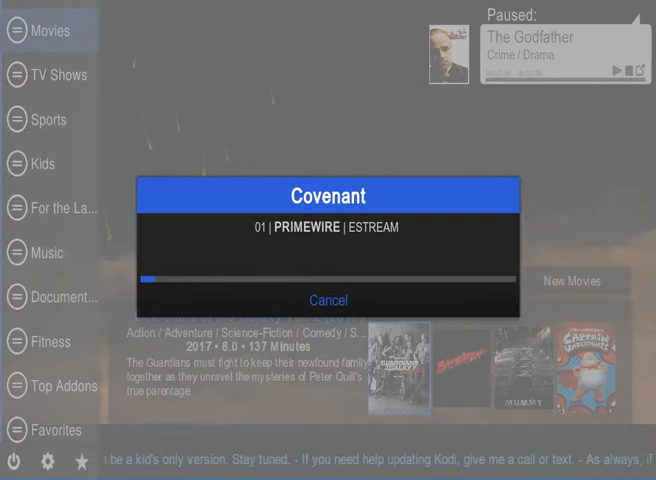 Movies
TV Shows
Sports
Kids
For the La...
Music
Document...
Fitness
Top Addons
Favorites
Paused:
The Godfather
Crime / Drama
Covenant
01 | PRIMEWIRE | ESTREAM
Cancel
New Movies
Action / Adventure / Science-Fiction / Comedy / S...
2017 • 8.0 • 137 Minutes
The Guardians must fight to keep their newfound family
together as they unravel the mysteries of Peter Quill's
true parentage.
GUARDIANS
GALAXY
BAYWATCH
MUMMY
CAPTAIN
UNDERPANTS
n be a kid's only version. Stay tuned. - If you need help updating Kodi, give me a call or text. - As always, if